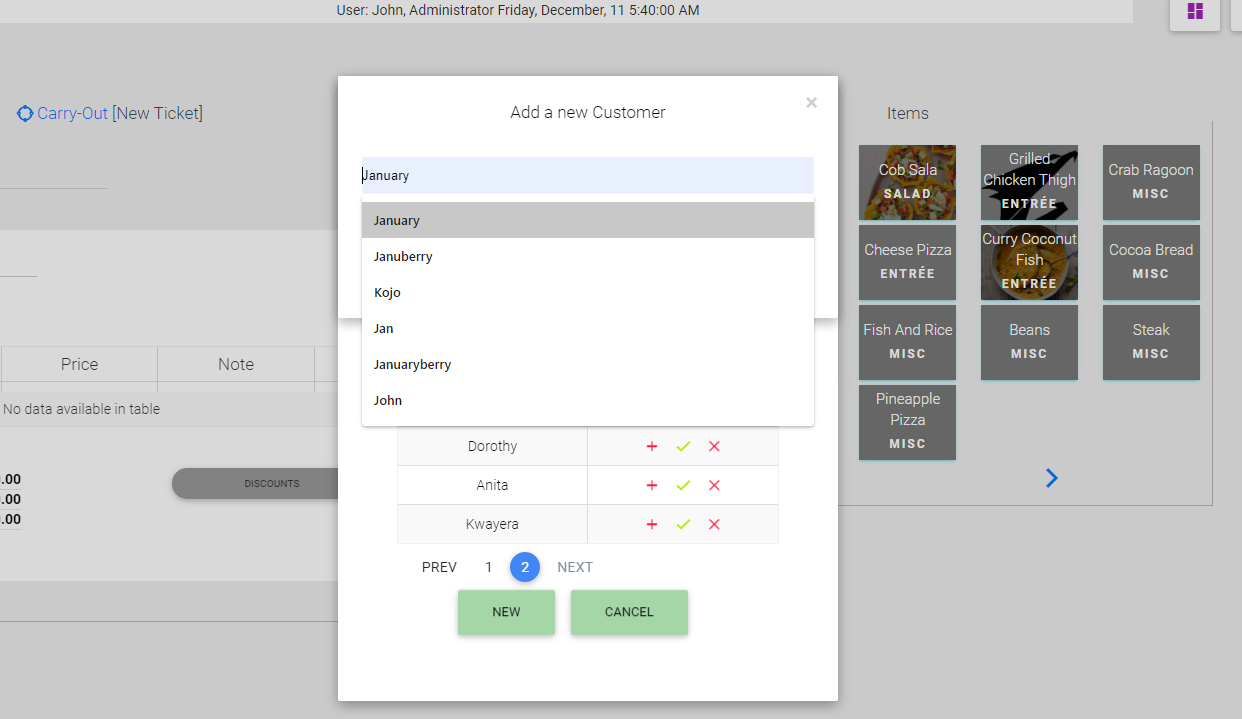 User: John, Administrator Friday, December, 11 5:40:00 AM
Carry-Out [New Ticket]
Price Note
No data available in table
.00
.00
.00
DISCOUNTS
Add a new Customer
×
January
January
Januberry
Kojo
Jan
Januaryberry
John
Dorothy
Anita
Kwayera
PREV 1 2 NEXT
NEW CANCEL
Items
Cob Sala
SALAD
Grilled
Chicken Thigh
ENTRÉE
Crab Ragoon
MISC
Cheese Pizza
ENTRÉE
Curry Coconut
Fish
ENTRÉE
Cocoa Bread
MISC
Fish And Rice
MISC
Beans
MISC
Steak
MISC
Pineapple
Pizza
MISC